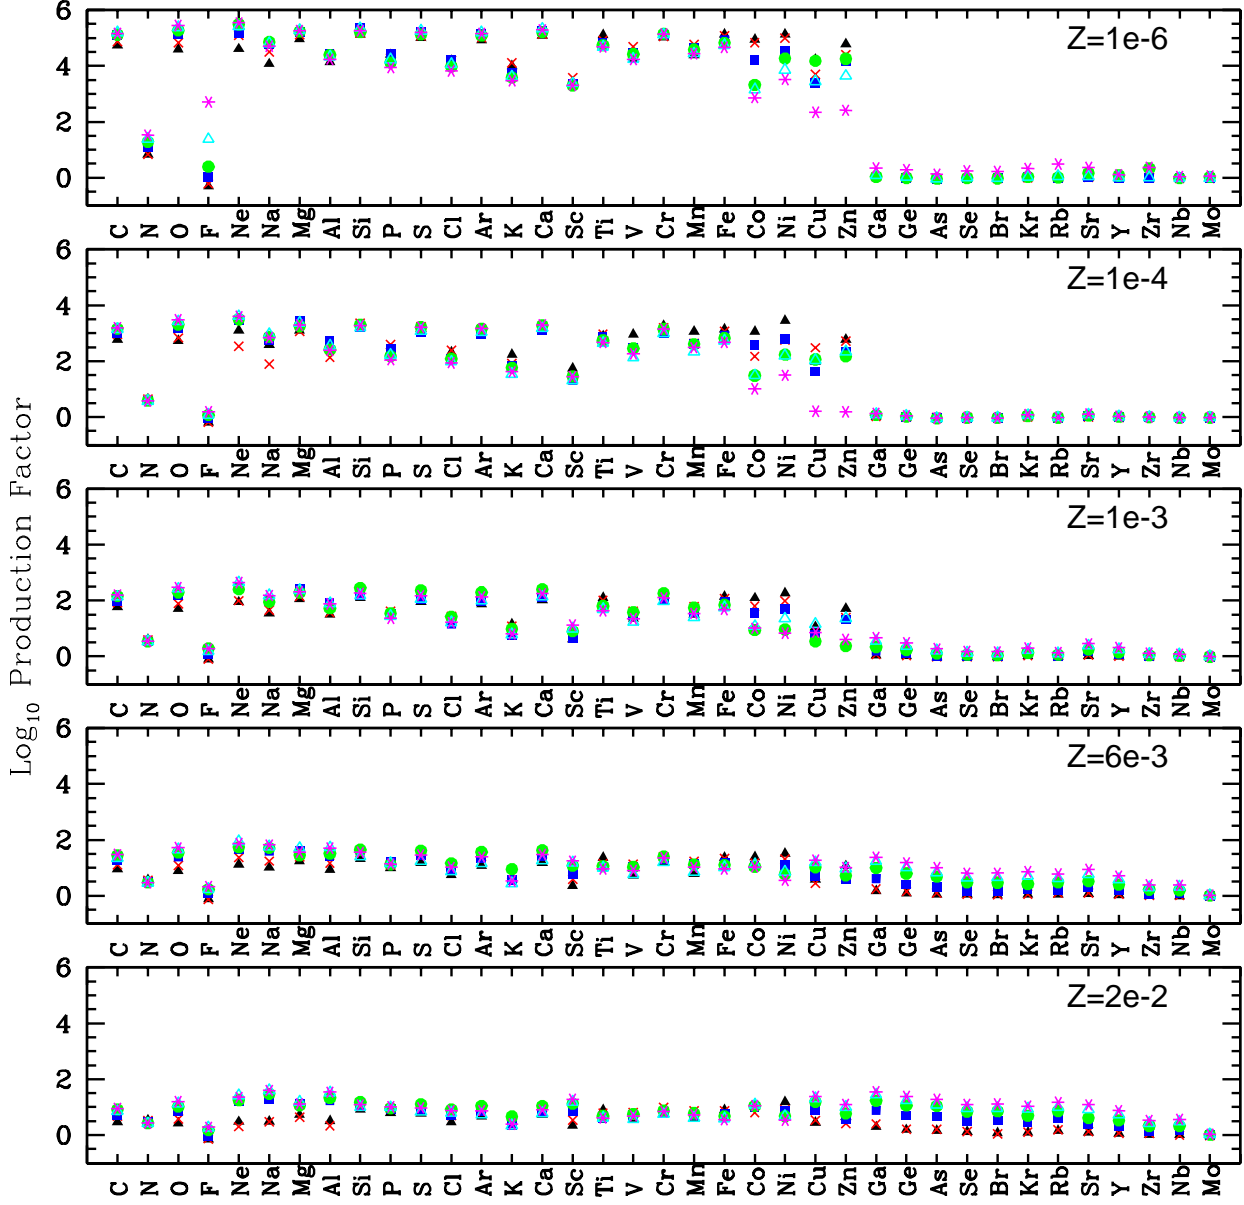 6
4
2
0
Z=1e-6
C N O F Ne Na Mg Al Si P S Cl Ar K Ca Sc Ti V Cr Mn Fe Co Ni Cu Zn Ga Ge As Se Br Kr Rb Sr Y Zr Nb Mo
6
4
2
0
Z=1e-4
C N O F Ne Na Mg Al Si P S Cl Ar K Ca Sc Ti V Cr Mn Fe Co Ni Cu Zn Ga Ge As Se Br Kr Rb Sr Y Zr Nb Mo
Log10 Production Factor
6
4
2
0
Z=1e-3
C N O F Ne Na Mg Al Si P S Cl Ar K Ca Sc Ti V Cr Mn Fe Co Ni Cu Zn Ga Ge As Se Br Kr Rb Sr Y Zr Nb Mo
6
4
2
0
Z=6e-3
C N O F Ne Na Mg Al Si P S Cl Ar K Ca Sc Ti V Cr Mn Fe Co Ni Cu Zn Ga Ge As Se Br Kr Rb Sr Y Zr Nb Mo
6
4
2
0
Z=2e-2
C N O F Ne Na Mg Al Si P S Cl Ar K Ca Sc Ti V Cr Mn Fe Co Ni Cu Zn Ga Ge As Se Br Kr Rb Sr Y Zr Nb Mo